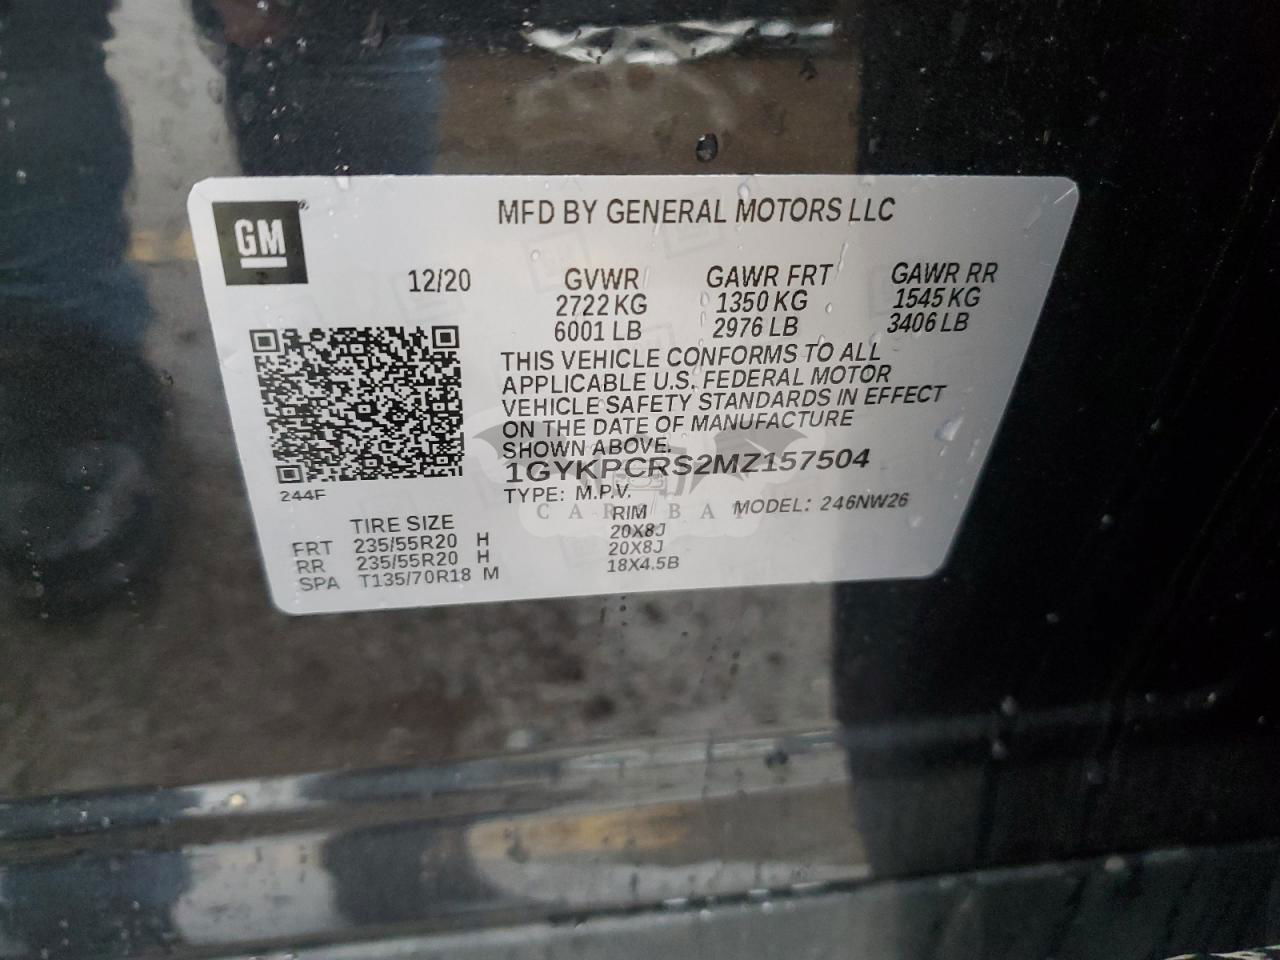 GM
MFD BY GENERAL MOTORS LLC
12/20
GVWR GAWR FRT GAWR RR
2722 KG 1350 KG 1545 KG
6001 LB 2976 LB 3406 LB
THIS VEHICLE CONFORMS TO ALL
APPLICABLE U.S. FEDERAL MOTOR
VEHICLE SAFETY STANDARDS IN EFFECT
ON THE DATE OF MANUFACTURE
SHOWN ABOVE.
1GYKPCRS2MZ157504
244F
TYPE: M.P.V. MODEL: 246NW26
TIRE SIZE RIM
FRT 235/55R20 H 20X8J
RR 235/55R20 H 20X8J
SPA T135/70R18 M 18X4.5B